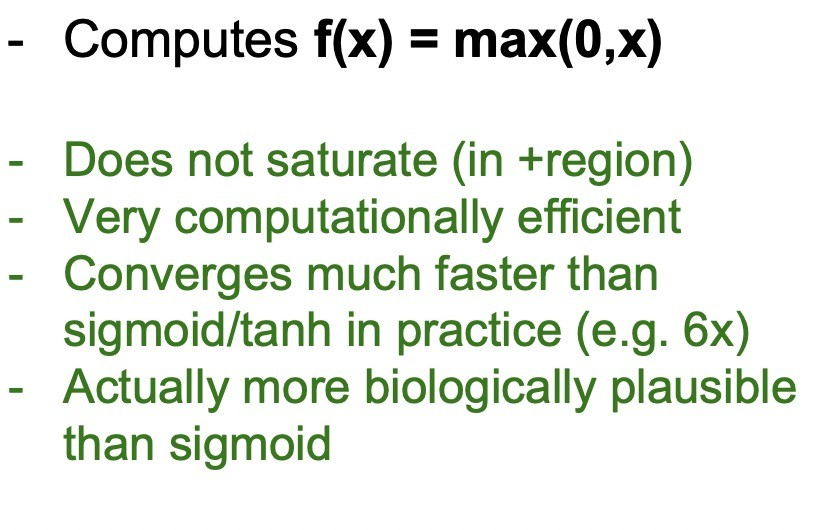 - Computes f(x) = max(0,x)
- Does not saturate (in +region)
- Very computationally efficient
- Converges much faster than
sigmoid/tanh in practice (e.g. 6x)
- Actually more biologically plausible
than sigmoid